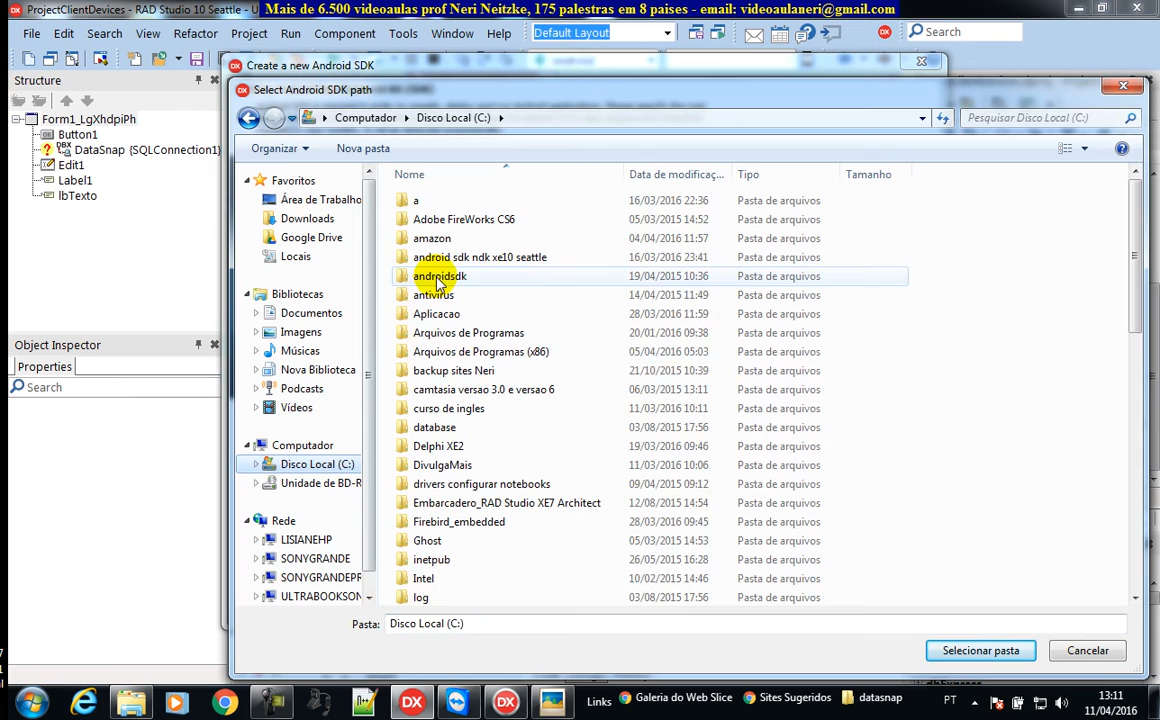 ProjectClientDevices - RAD Studio 10 Seattle -
Mais de 6.500 videoaulas prof Neri Neitzke, 175 palestras em 8 paises - email: videoaulaneri@gmail.com
File Edit Search View Refactor Project Run Component Tools Window Help
Default Layout
Search
Structure
Create a new Android SDK
Form1_LgXhdpiPh
Button1
DataSnap {SQLConnection1}
Edit1
Label1
lbTexto
Select Android SDK path
Computador Disco Local (C:)
Pesquisar Disco Local (C:)
Organizar Nova pasta
Favoritos
Área de Trabalho
Downloads
Google Drive
Locais
Bibliotecas
Documentos
Imagens
Músicas
Nova Biblioteca
Podcasts
Vídeos
Computador
Disco Local (C:)
Unidade de BD-R
Rede
LISIANEHP
SONYGRANDE
SONYGRANDEPR
ULTRABOOKSON
Nome Data de modificaç... Tipo Tamanho
a 16/03/2016 22:36 Pasta de arquivos
Adobe FireWorks CS6 05/03/2015 14:52 Pasta de arquivos
amazon 04/04/2016 11:57 Pasta de arquivos
android sdk ndk xe10 seattle 16/03/2016 23:41 Pasta de arquivos
androidsdk 19/04/2015 10:36 Pasta de arquivos
antivirus 14/04/2015 11:49 Pasta de arquivos
Aplicacao 28/03/2016 11:59 Pasta de arquivos
Arquivos de Programas 20/01/2016 09:38 Pasta de arquivos
Arquivos de Programas (x86) 05/04/2016 05:03 Pasta de arquivos
backup sites Neri 21/10/2015 10:39 Pasta de arquivos
camtasia versao 3.0 e versao 6 06/03/2016 13:11 Pasta de arquivos
curso de ingles 11/03/2016 10:11 Pasta de arquivos
database 03/08/2015 17:56 Pasta de arquivos
Delphi XE2 19/03/2016 09:46 Pasta de arquivos
DivulgaMais 11/03/2016 10:06 Pasta de arquivos
drivers configurar notebooks 09/04/2015 09:12 Pasta de arquivos
Embarcadero_RAD Studio XE7 Architect 12/08/2015 14:54 Pasta de arquivos
Firebird_embedded 28/03/2016 09:45 Pasta de arquivos
Ghost 05/03/2015 14:53 Pasta de arquivos
inetpub 26/05/2015 16:28 Pasta de arquivos
Intel 10/02/2015 14:46 Pasta de arquivos
log 03/08/2015 17:56 Pasta de arquivos
Object Inspector
Properties
Search
Pasta: Disco Local (C:)
Selecionar pasta Cancelar
Links Galeria do Web Slice Sites Sugeridos datasnap PT
13:11
11/04/2016